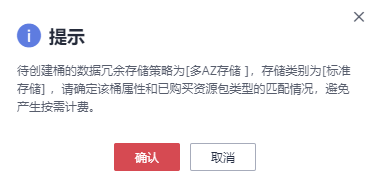 提示
待创建桶的数据冗余存储策略为[多AZ存储 ]，存储类别为[标准
存储]，请确定该桶属性和已购买资源包类型的匹配情况，避免
产生按需计费。
确认 取消